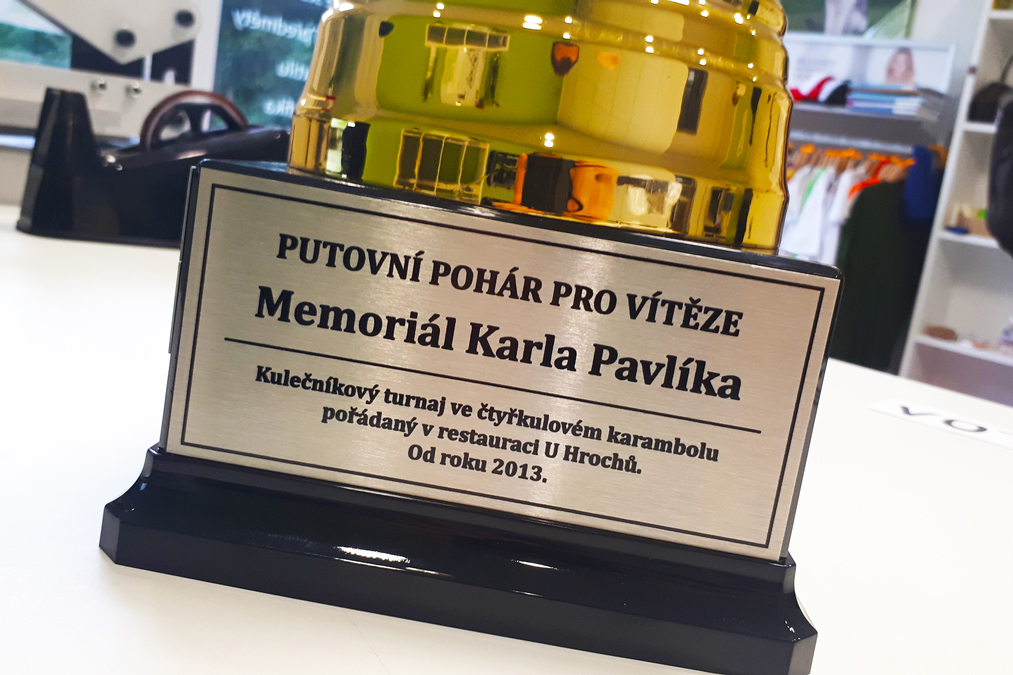 PUTOVNÍ POHÁR PRO VÍTĚZE
Memoriál Karla Pavlíka
Kulečníkový turnaj ve čtyřkulovém karambolu
pořádaný v restauraci U Hrochů.
Od roku 2013.